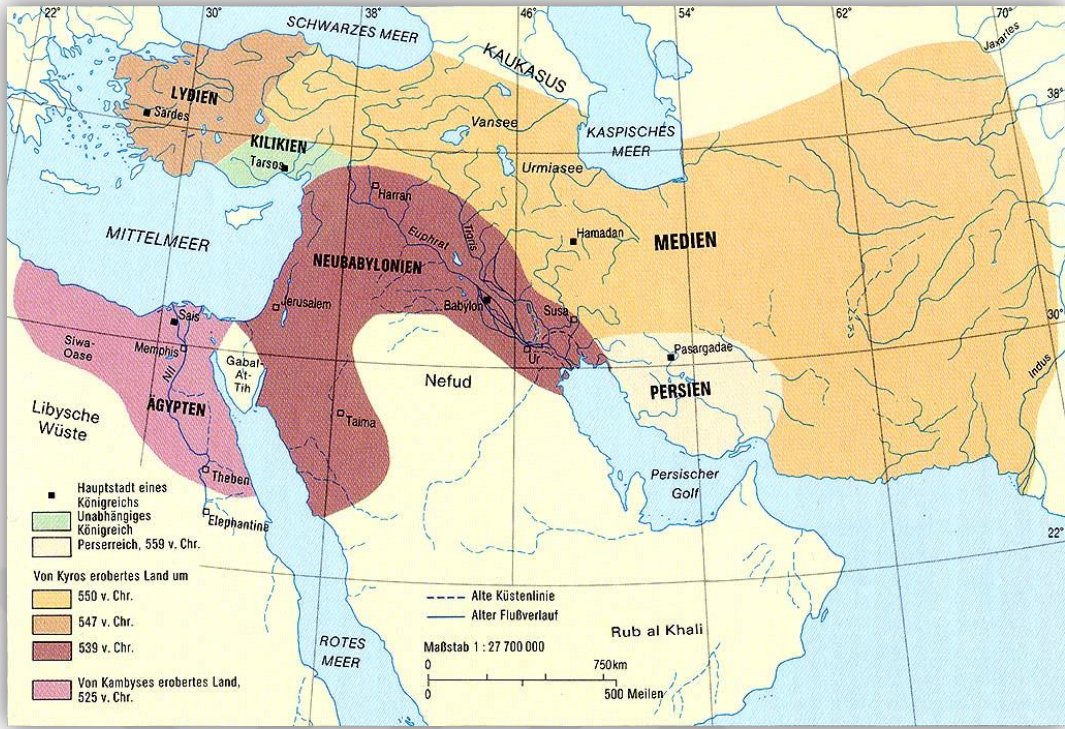 22°
30°
38°
46°
54°
62°
70°
SCHWARZES MEER
KAUKASUS
Jaxartes
38°
LYDIEN
Sardes
KILIKIEN
Tarsos
Vansee
KASPISCHES
MEER
Urmiasee
Harran
MITTELMEER
Euphrat
Tigris
Hamadan
MEDIEN
NEUBABYLONIEN
Jerusalem
Babylon
Susa
30°
Sais
Siwa-
Oase
Memphis
Gabal-
At-
Tih
Ur
Pasargadae
Indus
Nil
ÄGYPTEN
Nefud
PERSIEN
Libysche
Wüste
Taima
Theben
Persischer
Golf
Elephantine
22°
Hauptstadt eines
Königreichs
Unabhängiges
Königreich
Perserreich, 559 v. Chr.
Von Kyros erobertes Land um
550 v. Chr.
547 v. Chr.
539 v. Chr.
Von Kambyses erobertes Land,
525 v. Chr.
ROTES
MEER
Alte Küstenlinie
Alter Flußverlauf
Maßstab 1 : 27 700 000
0 750km
0 500 Meilen
Rub al Khali